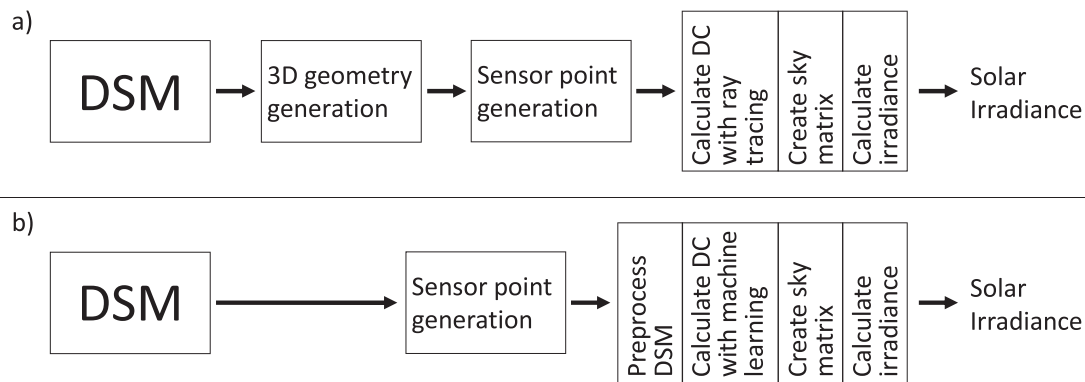 a)
DSM
3D geometry
generation
Sensor point
generation
Calculate DC
with ray
tracing
Create sky
matrix
Calculate
irradiance
Solar
Irradiance
b)
DSM
Sensor point
generation
Preprocess
DSM
Calculate DC
with machine
learning
Create sky
matrix
Calculate
irradiance
Solar
Irradiance